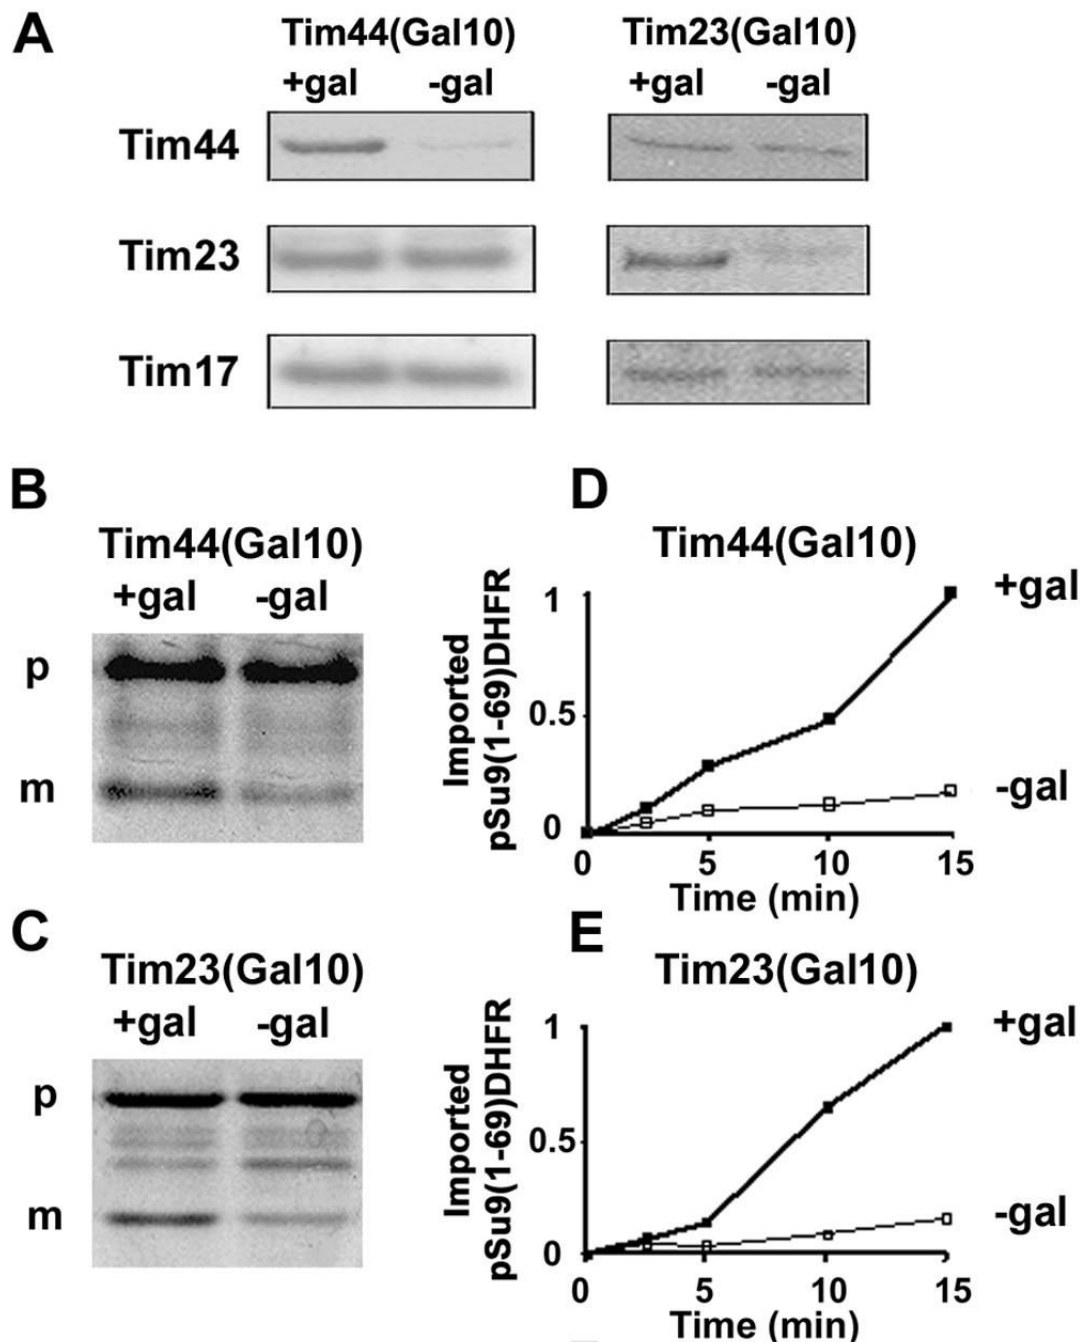 A
Tim44(Gal10) Tim23(Gal10)
+gal -gal +gal -gal
Tim44
Tim23
Tim17
B
Tim44(Gal10)
+gal -gal
p
m
C
Tim23(Gal10)
+gal -gal
p
m
D
Tim44(Gal10)
Imported
pSu9(1-69)DHFR
1
0.5
0
0 5 10 15
Time (min)
+gal
-gal
E
Tim23(Gal10)
Imported
pSu9(1-69)DHFR
1
0.5
0
0 5 10 15
Time (min)
+gal
-gal